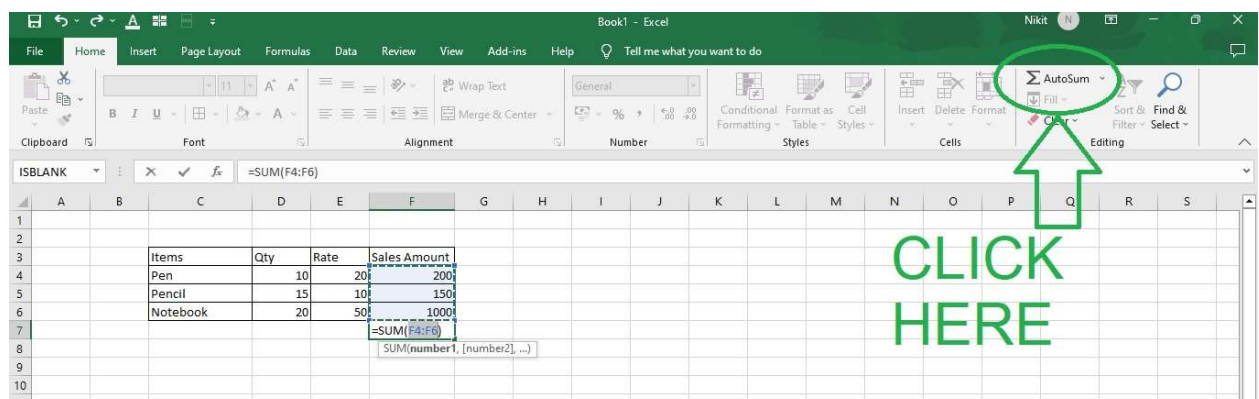 Book1 - Excel
Nikit N
File Home Insert Page Layout Formulas Data Review View Add-ins Help Tell me what you want to do
Paste
Clipboard
11 A A
B I U A
Font
ab Wrap Text
Merge & Center
Alignment
General
% , .00
Number
Conditional Formatting
Format as Table
Cell Styles
Styles
Insert Delete Format
Cells
Σ AutoSum
Fill
Clear
Sort & Filter
Find & Select
Editing
ISBLANK fx =SUM(F4:F6)
A B C D E F G H I J K L M N O P Q R S
1
2
3 Items Qty Rate Sales Amount
4 Pen 10 20 200
5 Pencil 15 10 150
6 Notebook 20 50 1000
7 =SUM(F4:F6)
8 SUM(number1, [number2], ...)
9
10
CLICK
HERE